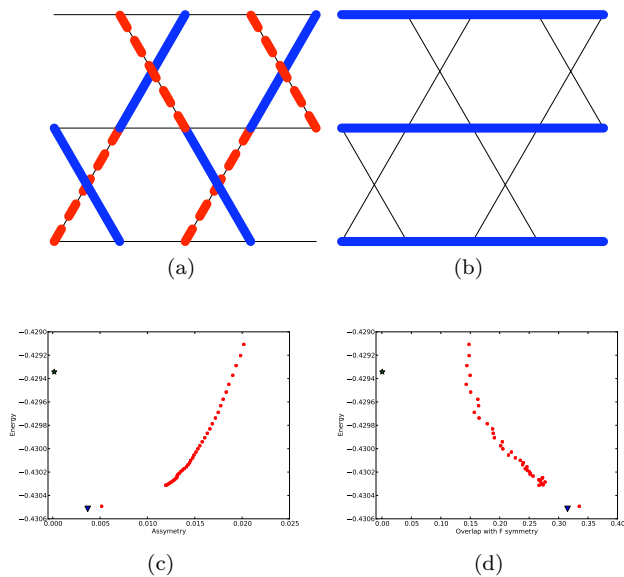 (a)
(b)
−0.4290
−0.4292
−0.4294
−0.4296
−0.4298
−0.4300
−0.4302
−0.4304
−0.4306
Energy
0.000 0.005 0.010 0.015 0.020 0.025
Assymetry
−0.4290
−0.4292
−0.4294
−0.4296
−0.4298
−0.4300
−0.4302
−0.4304
−0.4306
Energy
0.00 0.05 0.10 0.15 0.20 0.25 0.30 0.35 0.40
Overlap with F symmetry
(c)
(d)